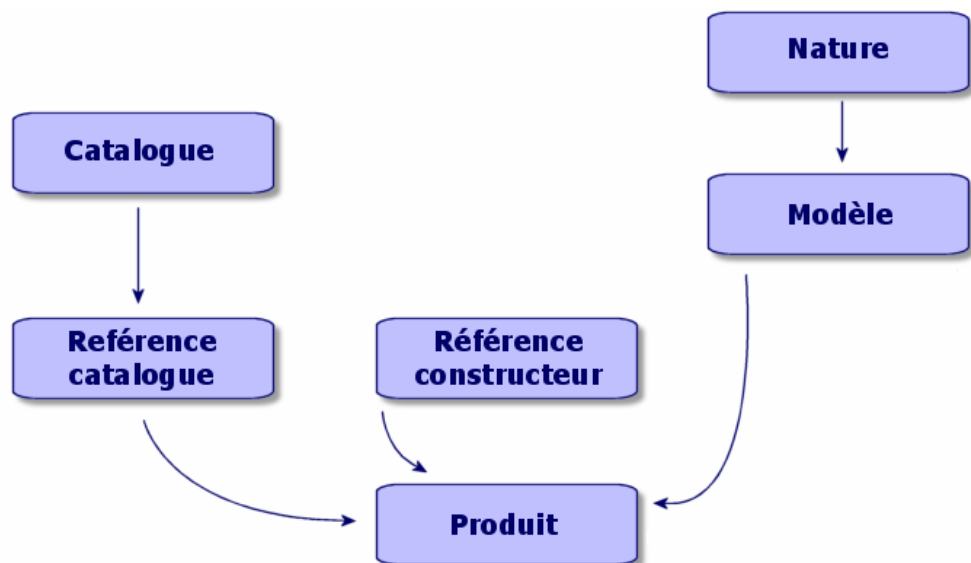 Nature
Catalogue
Modèle
Reférence
catalogue
Référence
constructeur
Produit